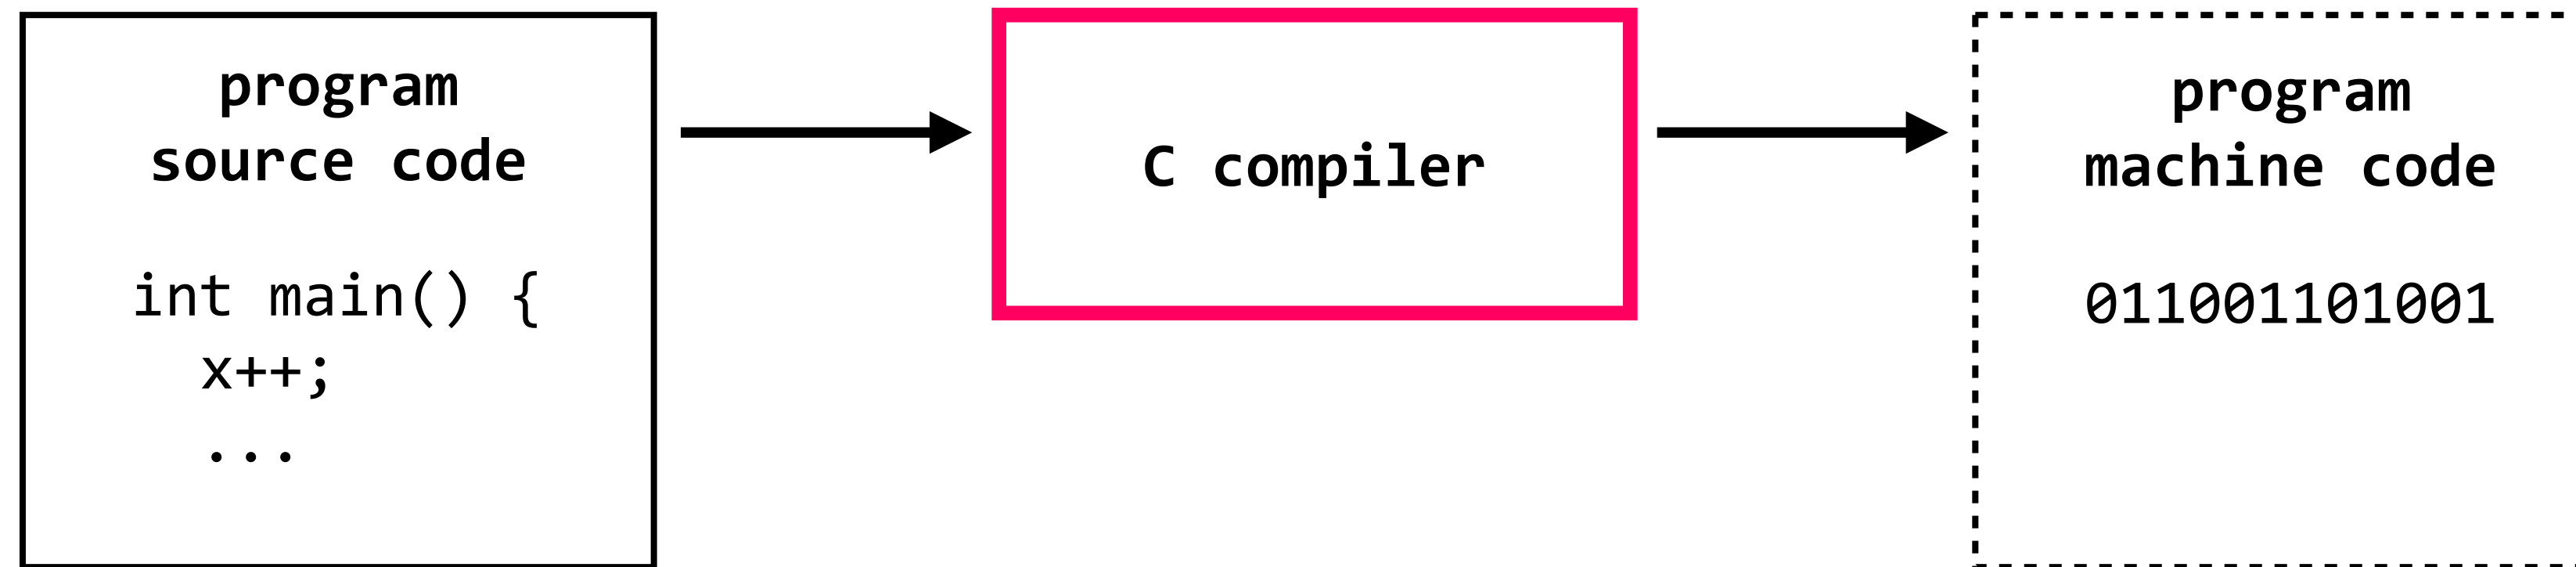 program
source code
int main() {
x++;
...
C compiler
program
machine code
011001101001